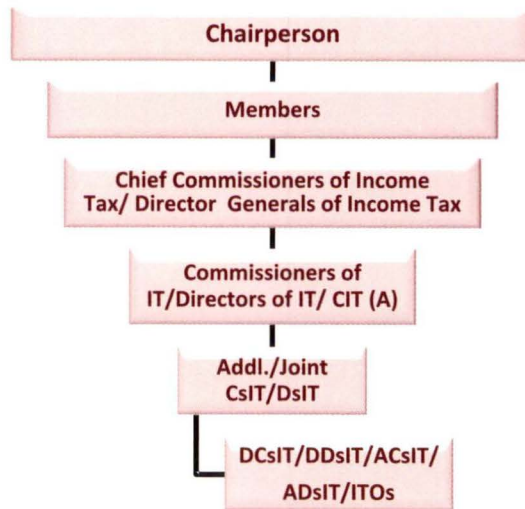 Chairperson
Members
Chief Commissioners of Income
Tax/ Director Generals of Income Tax
Commissioners of
IT/Directors of IT/ CIT (A)
Addl./Joint
CsIT/DsIT
DCsIT/DDsIT/ACsIT/
ADsIT/ITOs